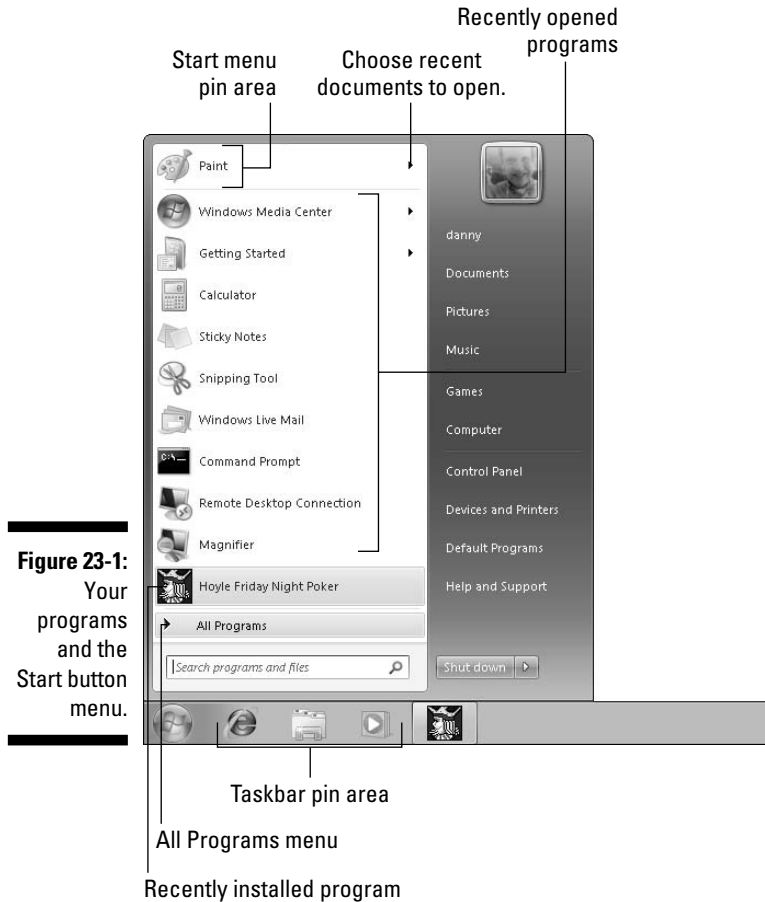 Recently opened
programs
Start menu
pin area
Choose recent
documents to open.
Paint
Windows Media Center
Getting Started
Calculator
Sticky Notes
Snipping Tool
Windows Live Mail
C:\
Command Prompt
Remote Desktop Connection
Magnifier
Hoyle Friday Night Poker
All Programs
Search programs and files
danny
Documents
Pictures
Music
Games
Computer
Control Panel
Devices and Printers
Default Programs
Help and Support
Shut down
Figure 23-1:
Your
programs
and the
Start button
menu.
Taskbar pin area
All Programs menu
Recently installed program